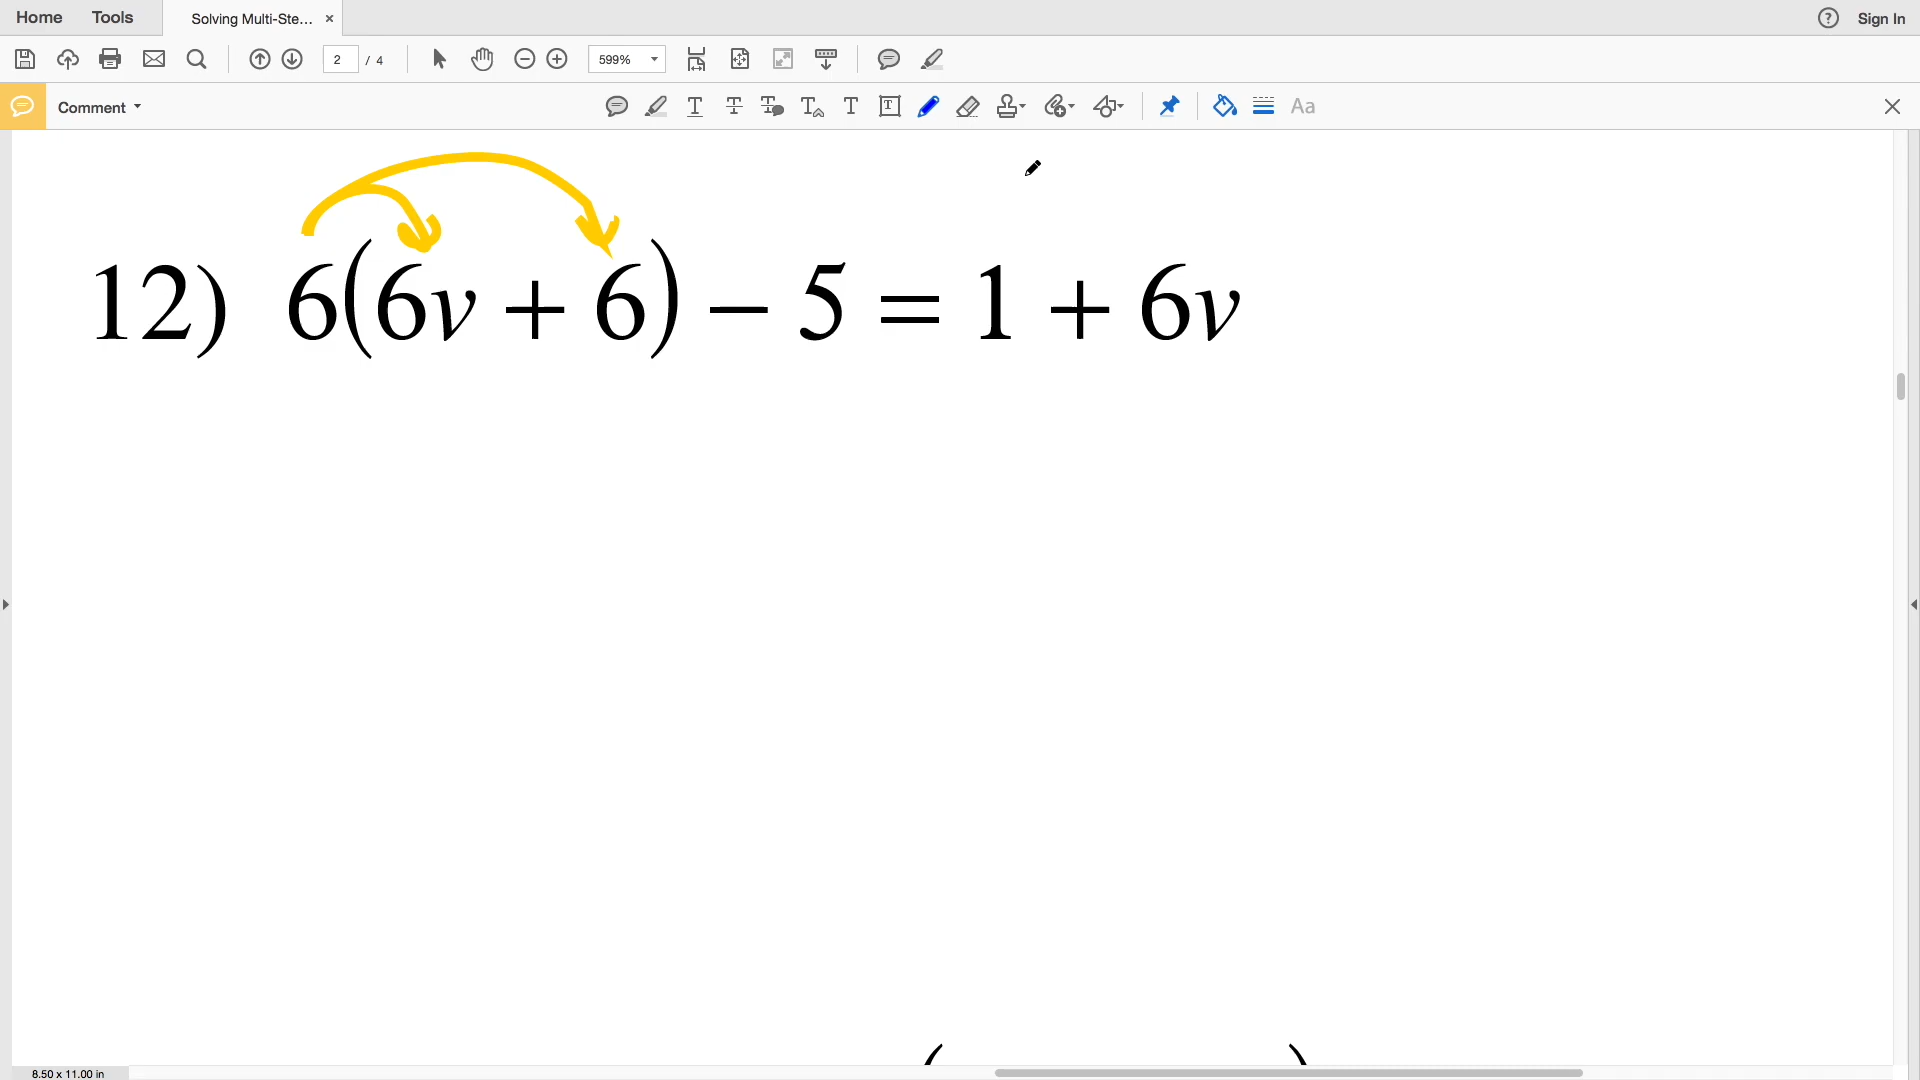 Home Tools Solving Multi-Ste... × ? Sign In
2 / 4 599%
Comment T T T T T T Aa
12) 6(6v + 6) − 5 = 1 + 6v
( )
8.50 x 11.00 in